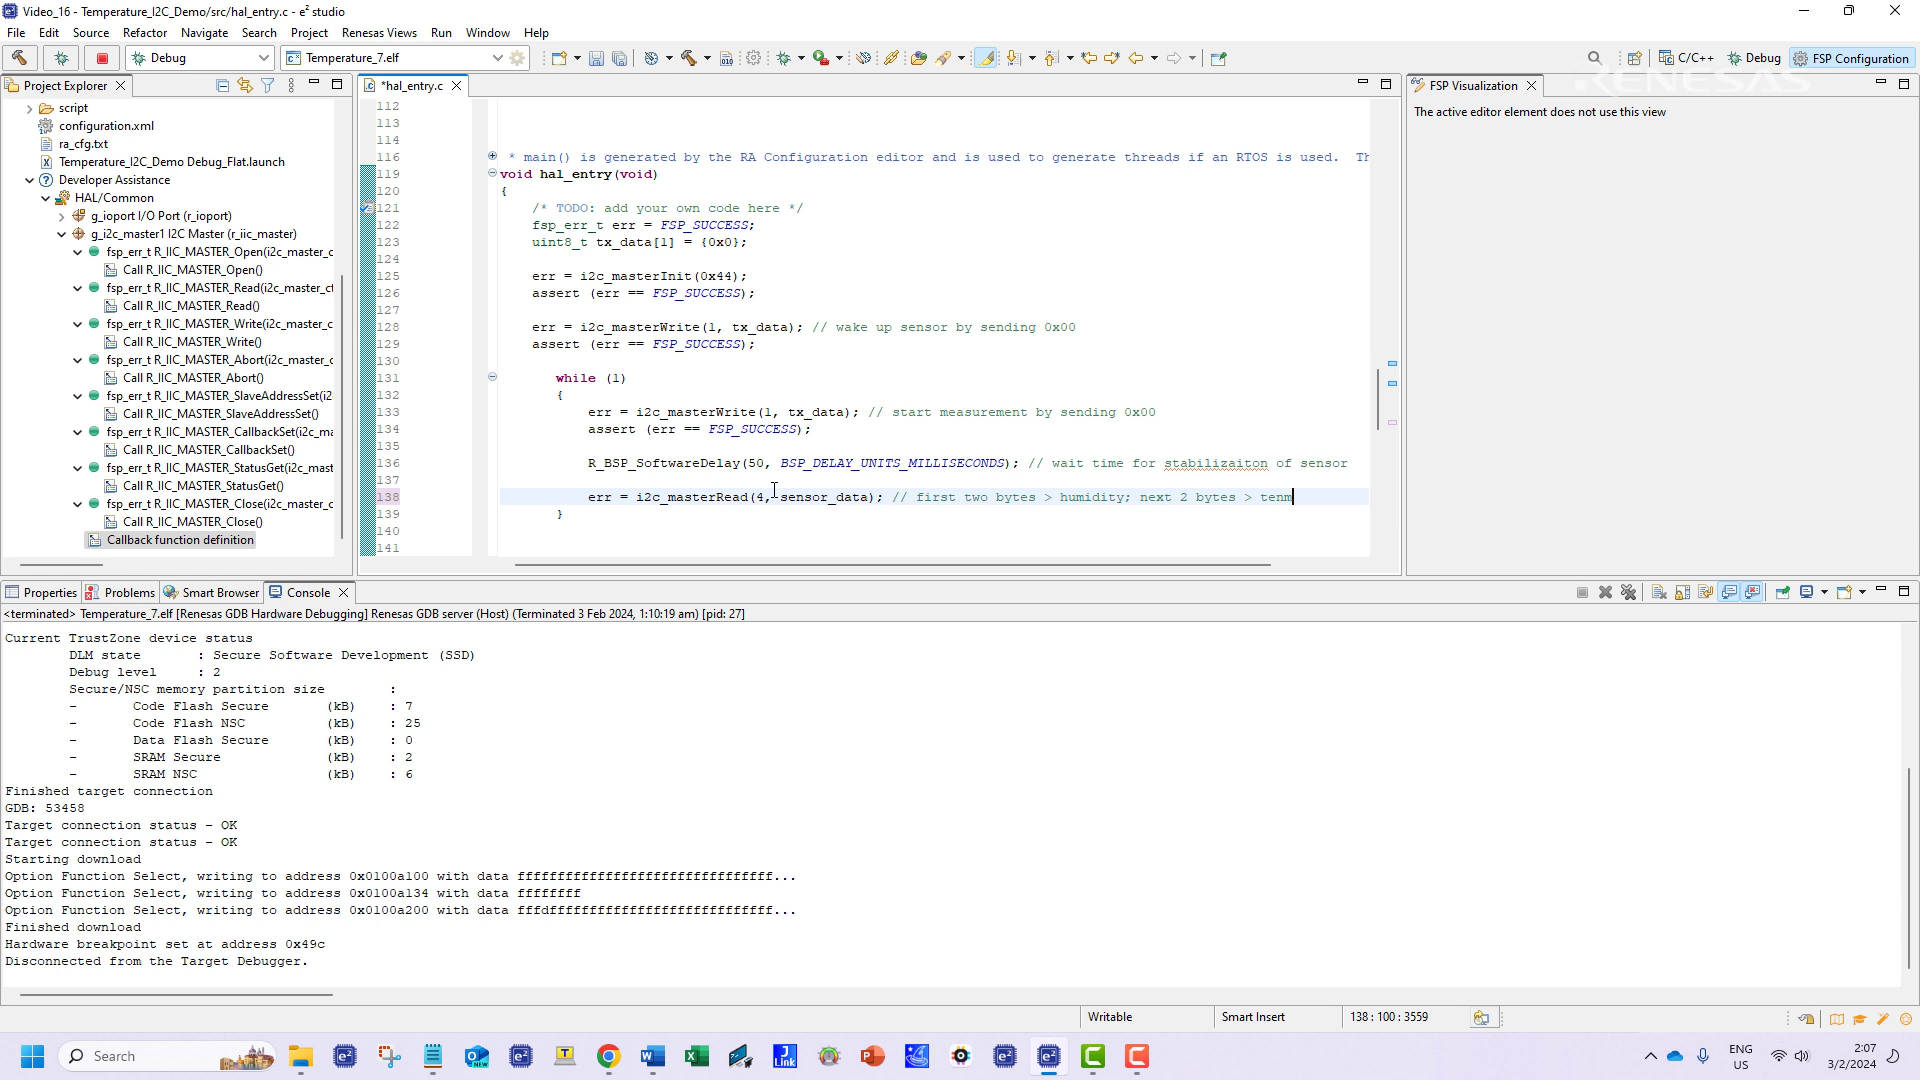 Video_16 - Temperature_I2C_Demo/src/hal_entry.c - e² studio
File Edit Source Refactor Navigate Search Project Renesas Views Run Window Help
Debug
Temperature_7.elf
C/C++
Debug
FSP Configuration
RENESAS
Project Explorer
*hal_entry.c
FSP Visualization
The active editor element does not use this view
script
configuration.xml
ra_cfg.txt
Temperature_I2C_Demo Debug_Flat.launch
Developer Assistance
HAL/Common
g_ioport I/O Port (r_ioport)
g_i2c_master1 I2C Master (r_iic_master)
fsp_err_t R_IIC_MASTER_Open(i2c_master_c
Call R_IIC_MASTER_Open()
fsp_err_t R_IIC_MASTER_Read(i2c_master_ct
Call R_IIC_MASTER_Read()
fsp_err_t R_IIC_MASTER_Write(i2c_master_c
Call R_IIC_MASTER_Write()
fsp_err_t R_IIC_MASTER_Abort(i2c_master_c
Call R_IIC_MASTER_Abort()
fsp_err_t R_IIC_MASTER_SlaveAddressSet(i2
Call R_IIC_MASTER_SlaveAddressSet()
fsp_err_t R_IIC_MASTER_CallbackSet(i2c_ma
Call R_IIC_MASTER_CallbackSet()
fsp_err_t R_IIC_MASTER_StatusGet(i2c_mast
Call R_IIC_MASTER_StatusGet()
fsp_err_t R_IIC_MASTER_Close(i2c_master_c
Call R_IIC_MASTER_Close()
Callback function definition
112
113
114
116 * main() is generated by the RA Configuration editor and is used to generate threads if an RTOS is used. Th
119 void hal_entry(void)
120 {
121 /* TODO: add your own code here */
122 fsp_err_t err = FSP_SUCCESS;
123 uint8_t tx_data[1] = {0x0};
124
125 err = i2c_masterInit(0x44);
126 assert (err == FSP_SUCCESS);
127
128 err = i2c_masterWrite(1, tx_data); // wake up sensor by sending 0x00
129 assert (err == FSP_SUCCESS);
130
131 while (1)
132 {
133 err = i2c_masterWrite(1, tx_data); // start measurement by sending 0x00
134 assert (err == FSP_SUCCESS);
135
136 R_BSP_SoftwareDelay(50, BSP_DELAY_UNITS_MILLISECONDS); // wait time for stabilizaiton of sensor
137
138 err = i2c_masterRead(4, sensor_data); // first two bytes > humidity; next 2 bytes > tenm
139 }
140
141
Properties Problems Smart Browser Console
<terminated> Temperature_7.elf [Renesas GDB Hardware Debugging] Renesas GDB server (Host) (Terminated 3 Feb 2024, 1:10:19 am) [pid: 27]
Current TrustZone device status
DLM state : Secure Software Development (SSD)
Debug level : 2
Secure/NSC memory partition size :
- Code Flash Secure (kB) : 7
- Code Flash NSC (kB) : 25
- Data Flash Secure (kB) : 0
- SRAM Secure (kB) : 2
- SRAM NSC (kB) : 6
Finished target connection
GDB: 53458
Target connection status - OK
Target connection status - OK
Starting download
Option Function Select, writing to address 0x0100a100 with data ffffffffffffffffffffffffffffffff...
Option Function Select, writing to address 0x0100a134 with data ffffffff
Option Function Select, writing to address 0x0100a200 with data fffdffffffffffffffffffffffffffff...
Finished download
Hardware breakpoint set at address 0x49c
Disconnected from the Target Debugger.
Writable
Smart Insert
138 : 100 : 3559
Search
ENG
US
2:07
3/2/2024